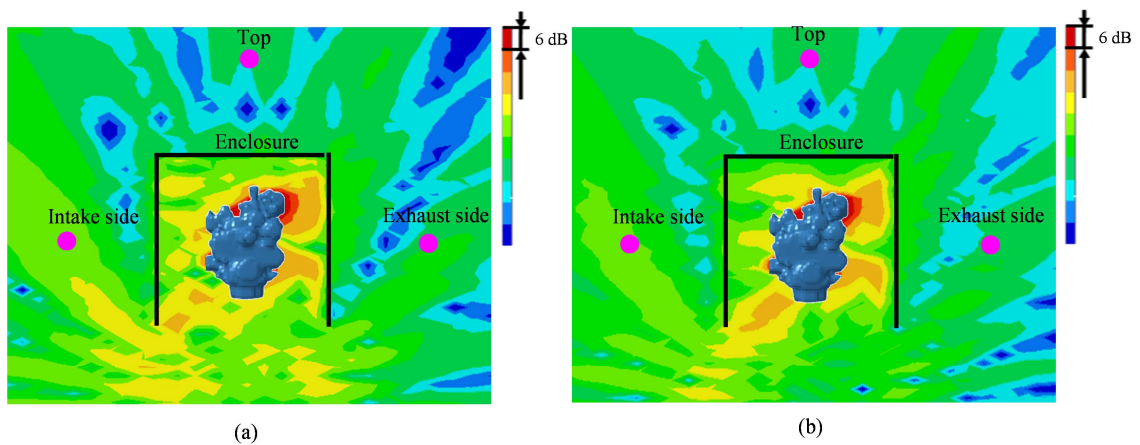 Top
6 dB
Enclosure
Intake side
Exhaust side
(a)
Top
6 dB
Enclosure
Intake side
Exhaust side
(b)